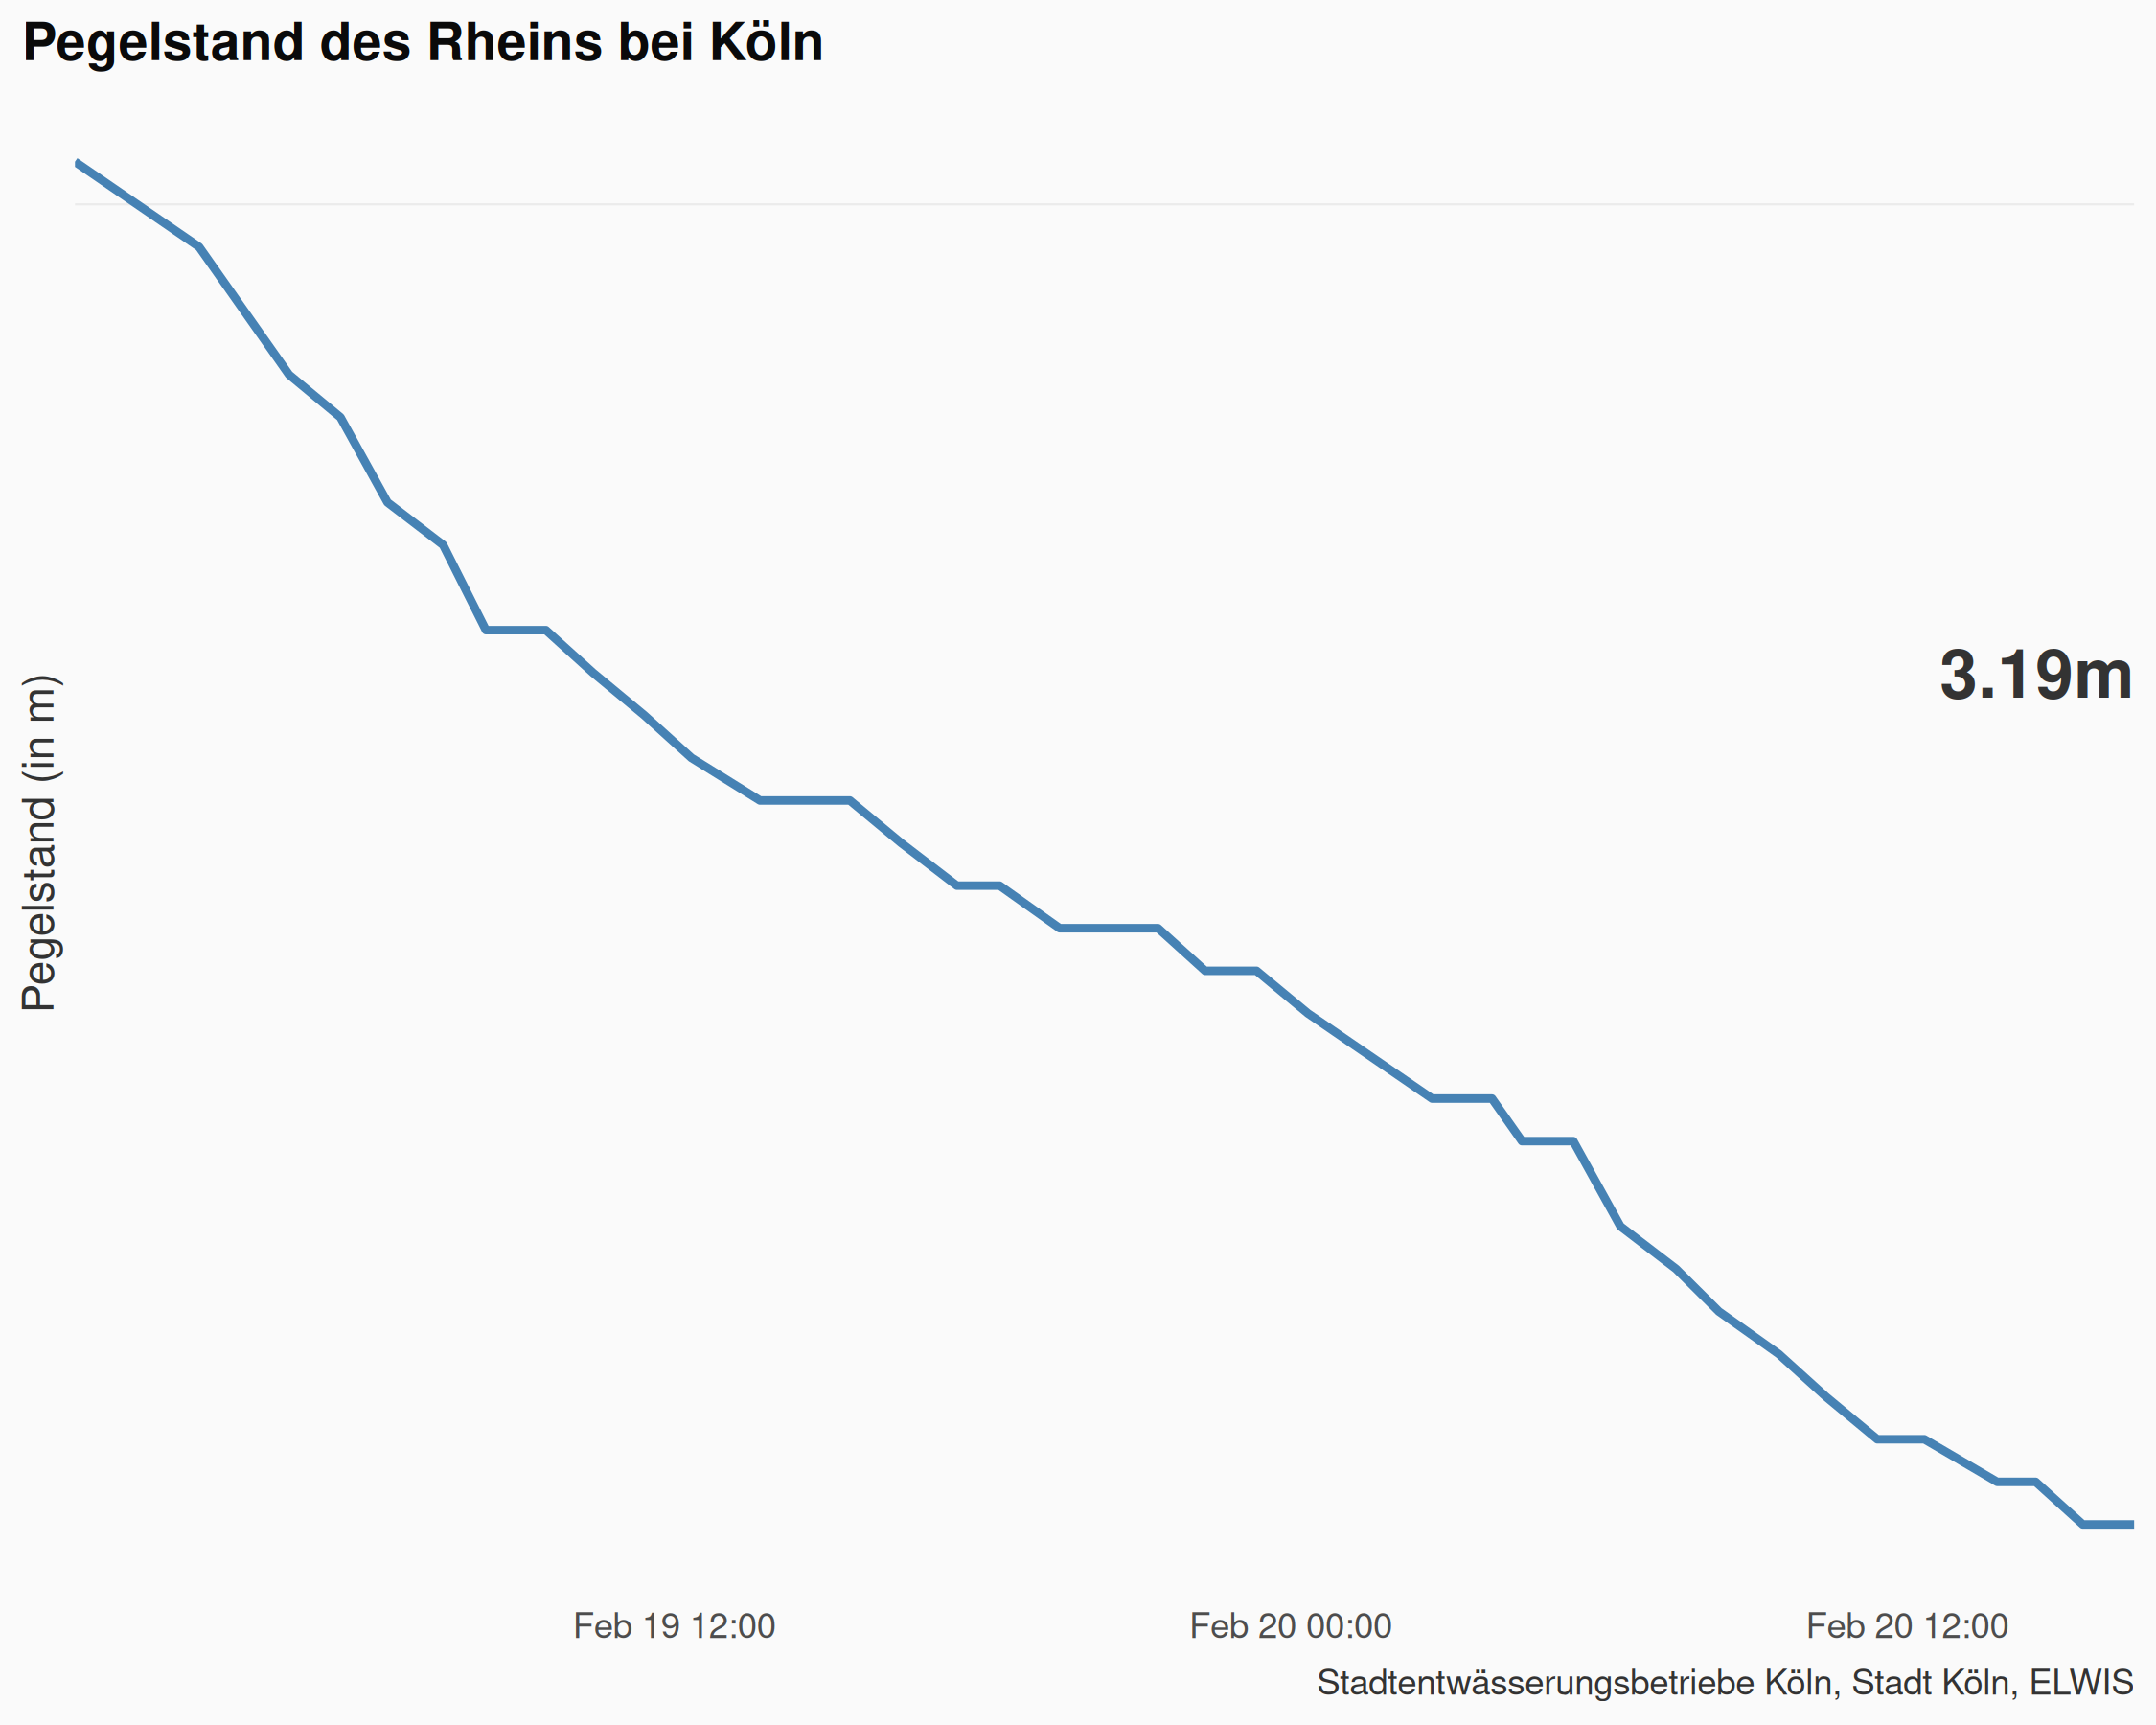 Pegelstand des Rheins bei Köln
Pegelstand (in m)
3.19m
Feb 19 12:00
Feb 20 00:00
Feb 20 12:00
Stadtentwässerungsbetriebe Köln, Stadt Köln, ELWIS